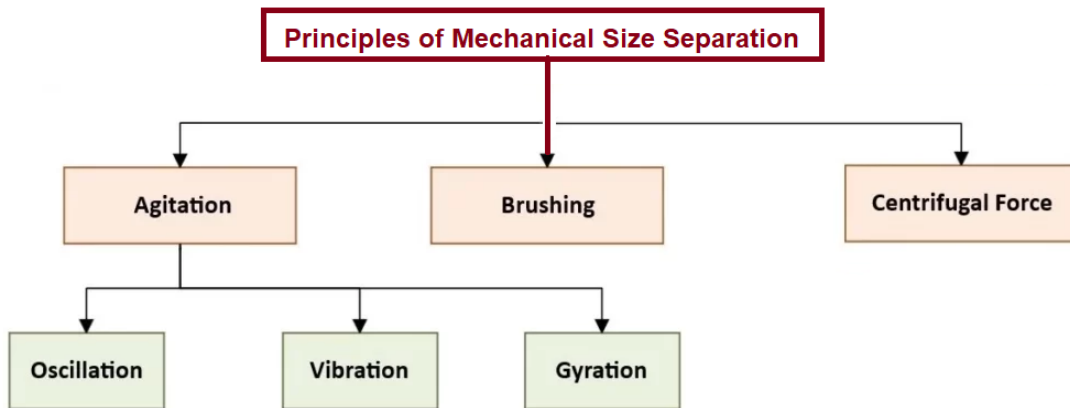 Principles of Mechanical Size Separation
Agitation
Brushing
Centrifugal Force
Oscillation
Vibration
Gyration